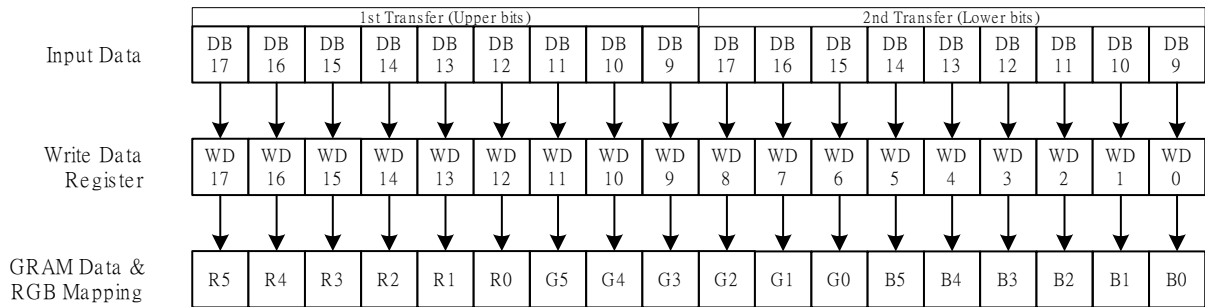 1st Transfer (Upper bits) 2nd Transfer (Lower bits)
Input Data DB 17 DB 16 DB 15 DB 14 DB 13 DB 12 DB 11 DB 10 DB 9 DB 17 DB 16 DB 15 DB 14 DB 13 DB 12 DB 11 DB 10 DB 9
Write Data Register WD 17 WD 16 WD 15 WD 14 WD 13 WD 12 WD 11 WD 10 WD 9 WD 8 WD 7 WD 6 WD 5 WD 4 WD 3 WD 2 WD 1 WD 0
GRAM Data & RGB Mapping R5 R4 R3 R2 R1 R0 G5 G4 G3 G2 G1 G0 B5 B4 B3 B2 B1 B0